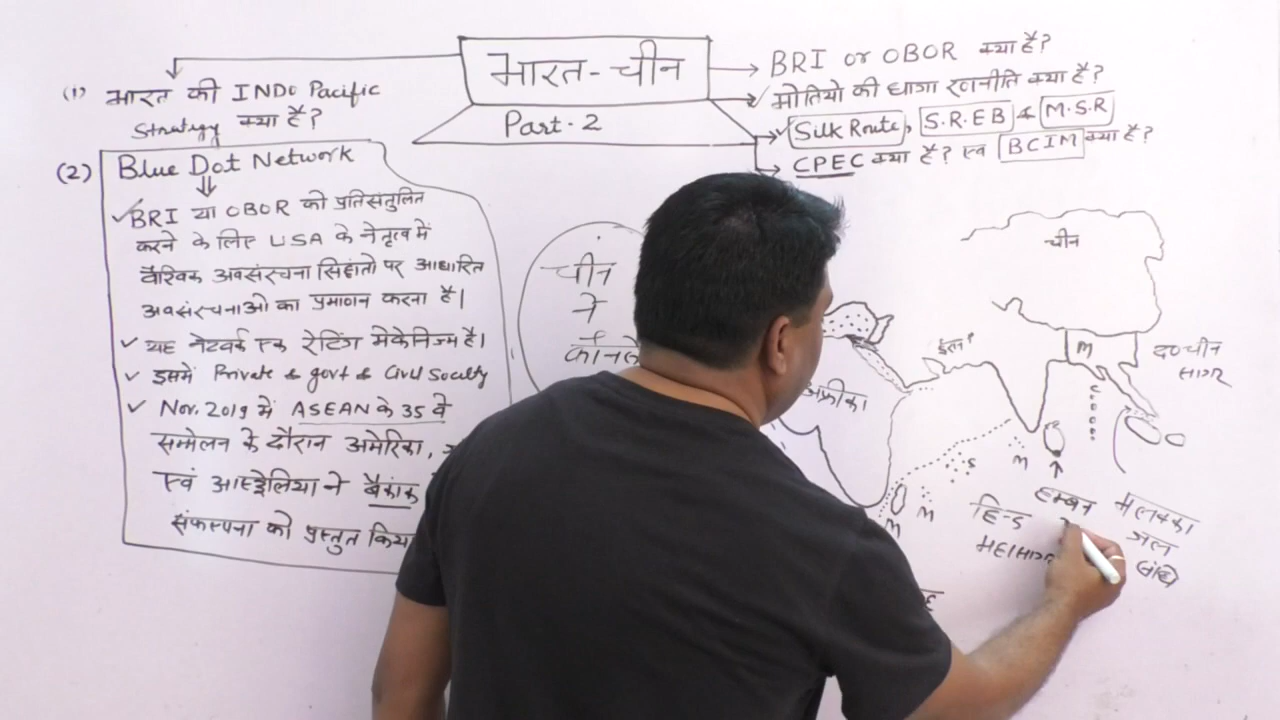 भारत-चीन
Part-2
(1) भारत की INDO Pacific
Strategy क्या है?
BRI or OBOR क्या है?
मोतियो की धागा रणनीति क्या है?
Silk Route, S.R.E.B & M.S.R
CPEC क्या है? एवं BCIM क्या है?
(2) Blue Dot Network
BRI या OBOR को प्रतिसंतुलित
करने के लिए USA के नेतृत्व में
वैश्विक अवसंरचना सिद्धांतो पर आधारित
अवसंरचनाओ का प्रमाणन करना है।
यह नेटवर्क एक रेटिंग मेकेनिज्म है।
इसमें Private & govt & Civil Society
Nov. 2019 में ASEAN के 35 वे
सम्मेलन के दौरान अमेरिका,
एवं आस्ट्रेलिया ने बैंकाक
संकल्पना को प्रस्तुत किया
चीन
ने
चीन
M
द०चीन
सागर
अफ्रीका
S
M
M
M
हिन्द
महासागर
हम्बन
मलक्का
जल
संधि